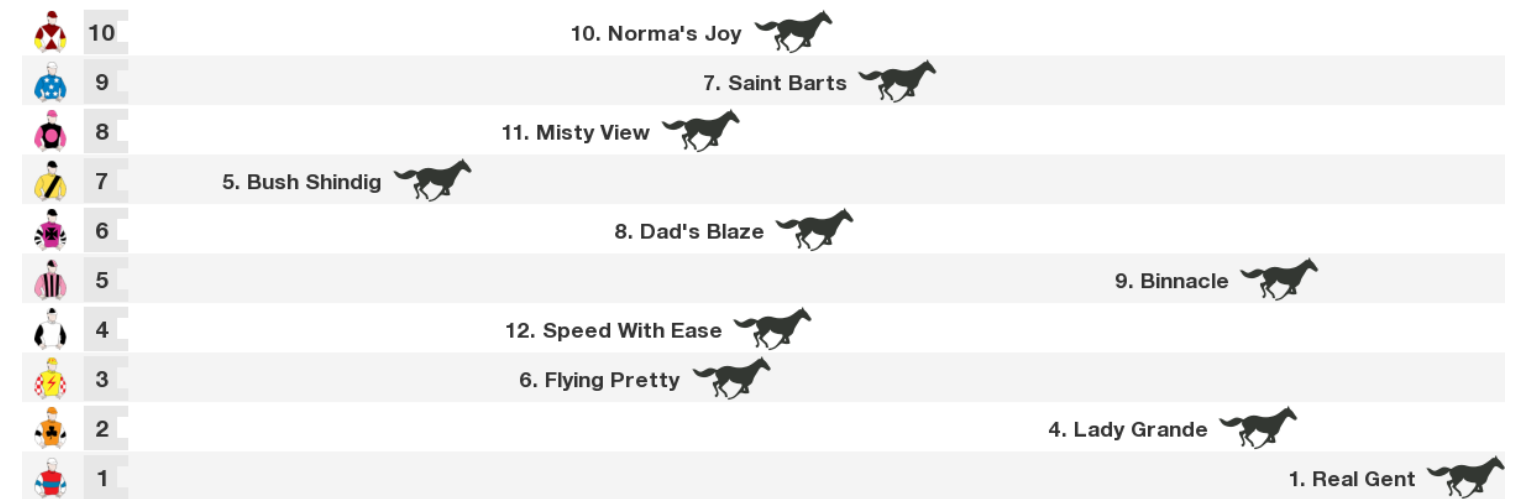 10 10. Norma's Joy
9 7. Saint Barts
8 11. Misty View
7 5. Bush Shindig
6 8. Dad's Blaze
5 9. Binnacle
4 12. Speed With Ease
3 6. Flying Pretty
2 4. Lady Grande
1 1. Real Gent